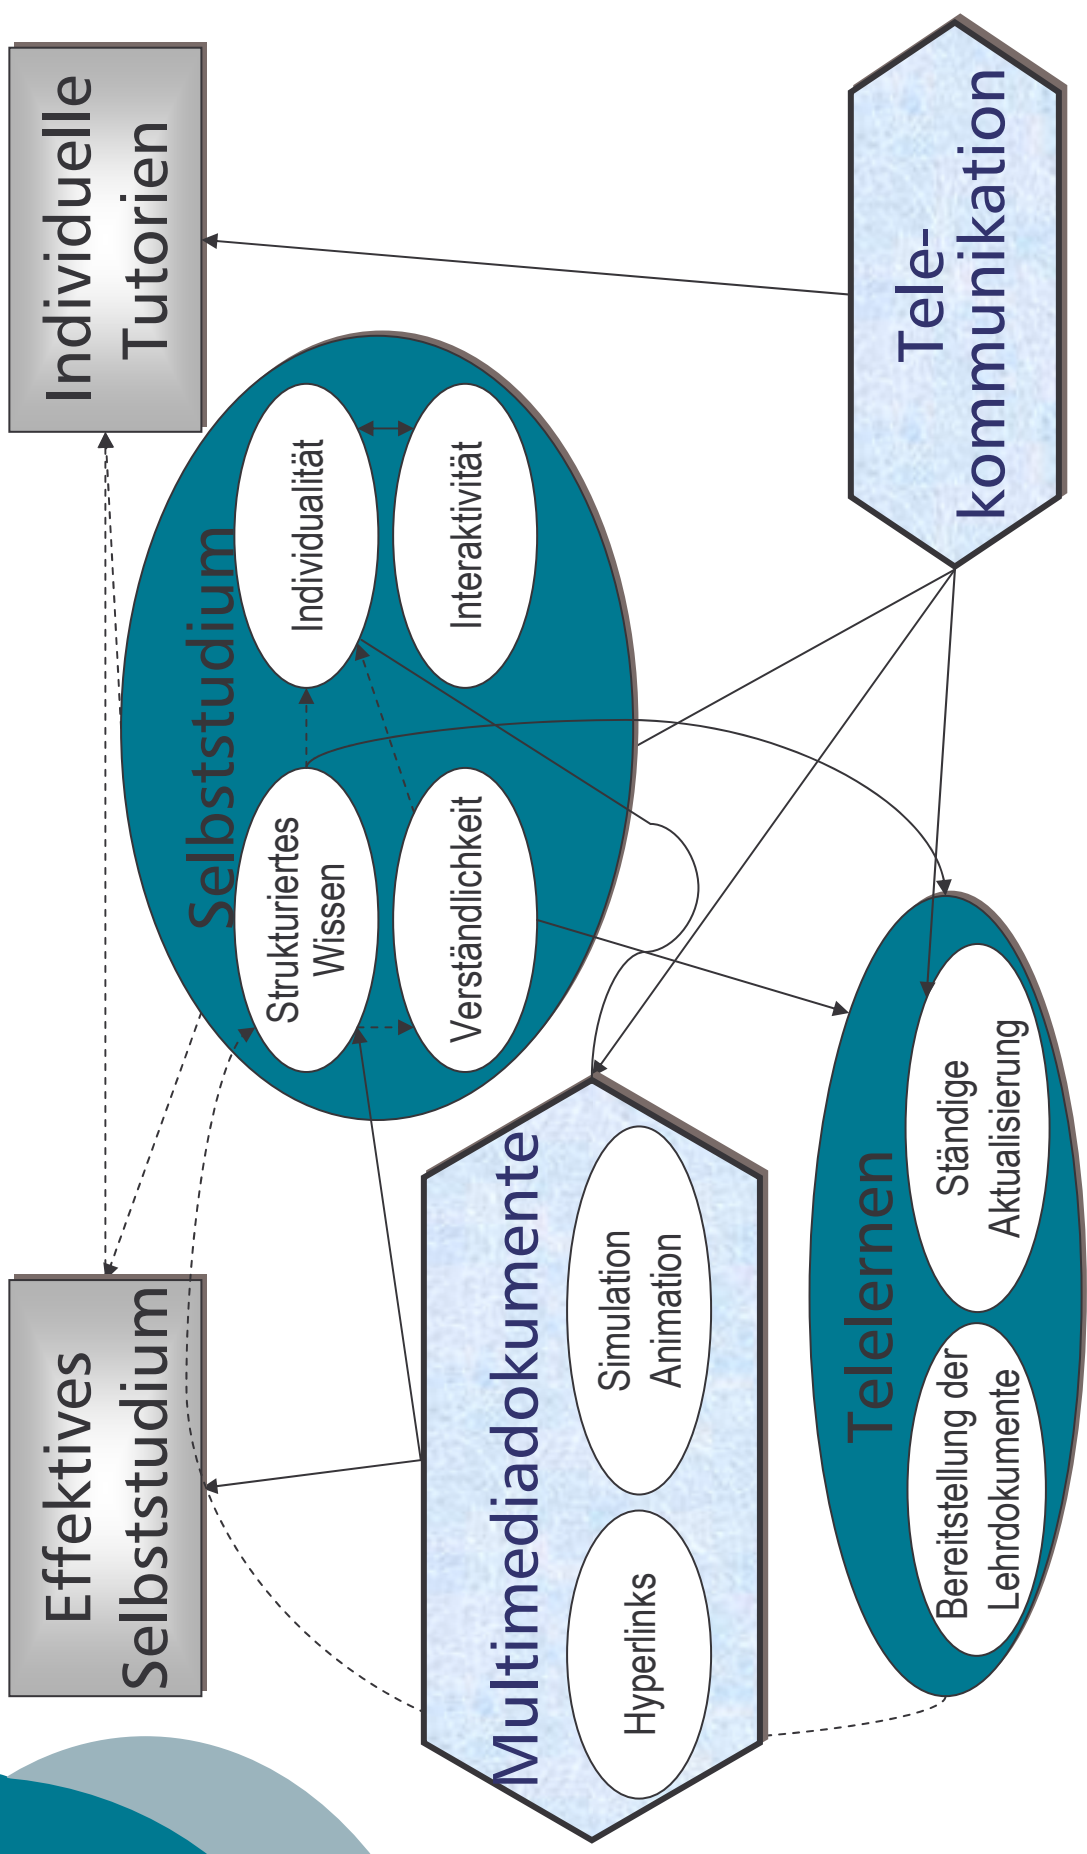 Effektives
Selbststudium
Individuelle
Tutorien
Selbststudium
Strukturiertes
Wissen
Individualität
Verständlichkeit
Interaktivität
Multimediadokumente
Hyperlinks
Simulation
Animation
Telelernen
Bereitstellung der
Lehrdokumente
Ständige
Aktualisierung
Tele-
kommunikation